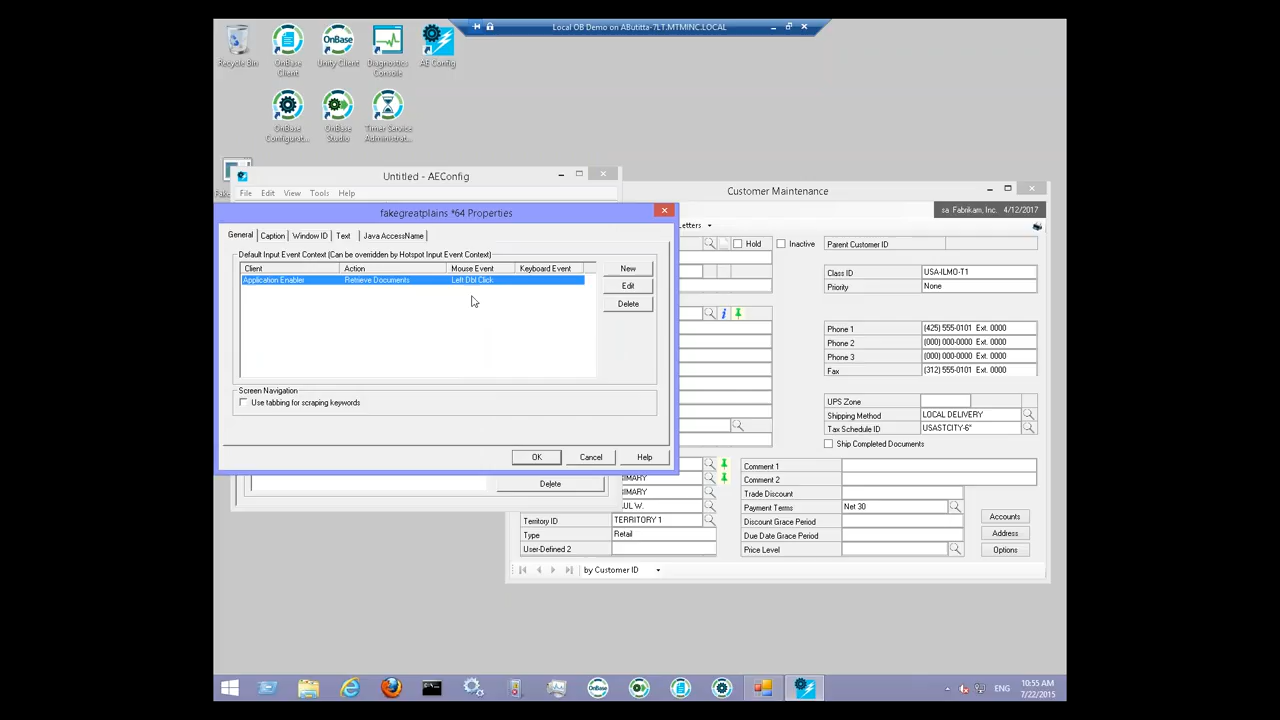 Local OB Demo on AButitta-7LT.MTMINC.LOCAL
Recycle Bin
OnBase Client
Unity Client
Diagnostics Console
AE Config
OnBase Configurat...
OnBase Studio
Timer Service Administrat...
Untitled - AEConfig
File Edit View Tools Help
Customer Maintenance
sa Fabrikam, Inc. 4/12/2017
fakegreatplains *64 Properties
General Caption Window ID Text Java AccessName
Default Input Event Context (Can be overridden by Hotspot Input Event Context)
Client Action Mouse Event Keyboard Event
Application Enabler Retrieve Documents Left Dbl Click
New
Edit
Delete
Screen Navigation
Use tabbing for scraping keywords
OK Cancel Help
Delete
Letters
Hold Inactive
Parent Customer ID
Class ID USA-ILMO-T1
Priority None
Phone 1 (425) 555-0101 Ext. 0000
Phone 2 (000) 000-0000 Ext. 0000
Phone 3 (000) 000-0000 Ext. 0000
Fax (312) 555-0101 Ext. 0000
UPS Zone
Shipping Method LOCAL DELIVERY
Tax Schedule ID USASTCITY-6*
Ship Completed Documents
Comment 1
Comment 2
Trade Discount
Payment Terms Net 30
Discount Grace Period
Due Date Grace Period
Price Level
Accounts
Address
Options
Territory ID TERRITORY 1
Type Retail
User-Defined 2
by Customer ID
OnBase
ENG
10:55 AM
7/22/2015